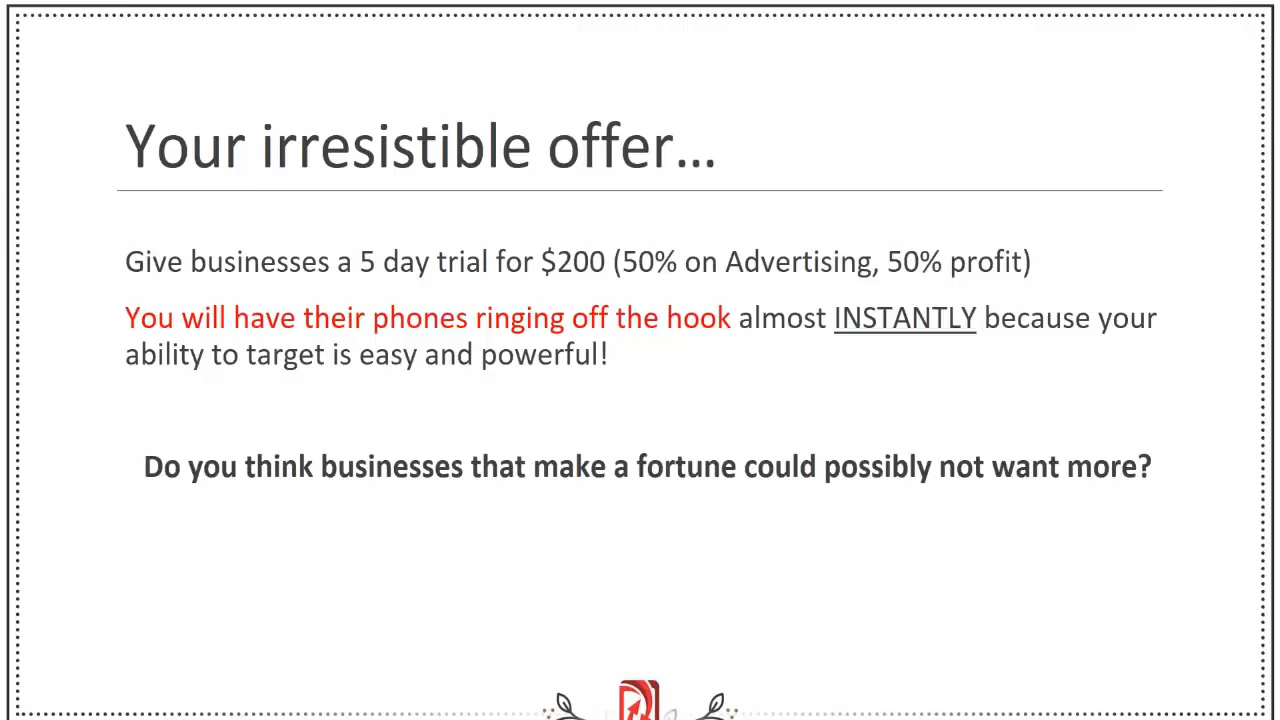 Your irresistible offer...
Give businesses a 5 day trial for $200 (50% on Advertising, 50% profit)
You will have their phones ringing off the hook almost INSTANTLY because your
ability to target is easy and powerful!
Do you think businesses that make a fortune could possibly not want more?